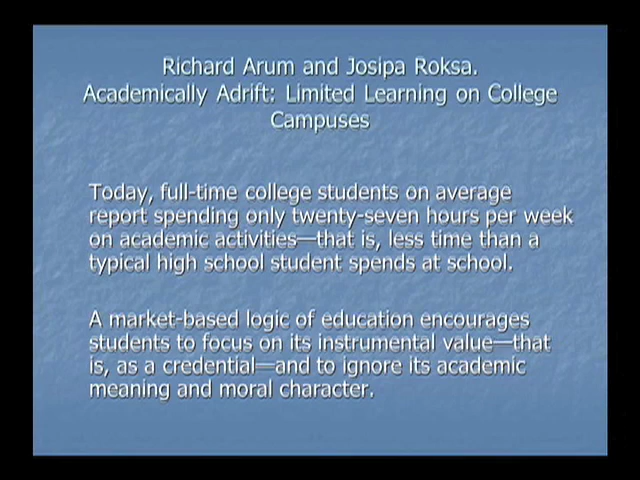 Richard Arum and Josipa Roksa.
Academically Adrift: Limited Learning on College
Campuses
Today, full-time college students on average
report spending only twenty-seven hours per week
on academic activities—that is, less time than a
typical high school student spends at school.
A market-based logic of education encourages
students to focus on its instrumental value—that
is, as a credential—and to ignore its academic
meaning and moral character.